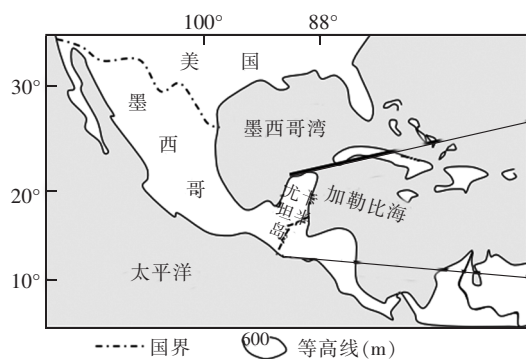 100° 88°
美 国
30°
墨
西
哥
墨西哥湾
20°
尤卡
坦半
岛
加勒比海
10°
太平洋
国界 600 等高线(m)